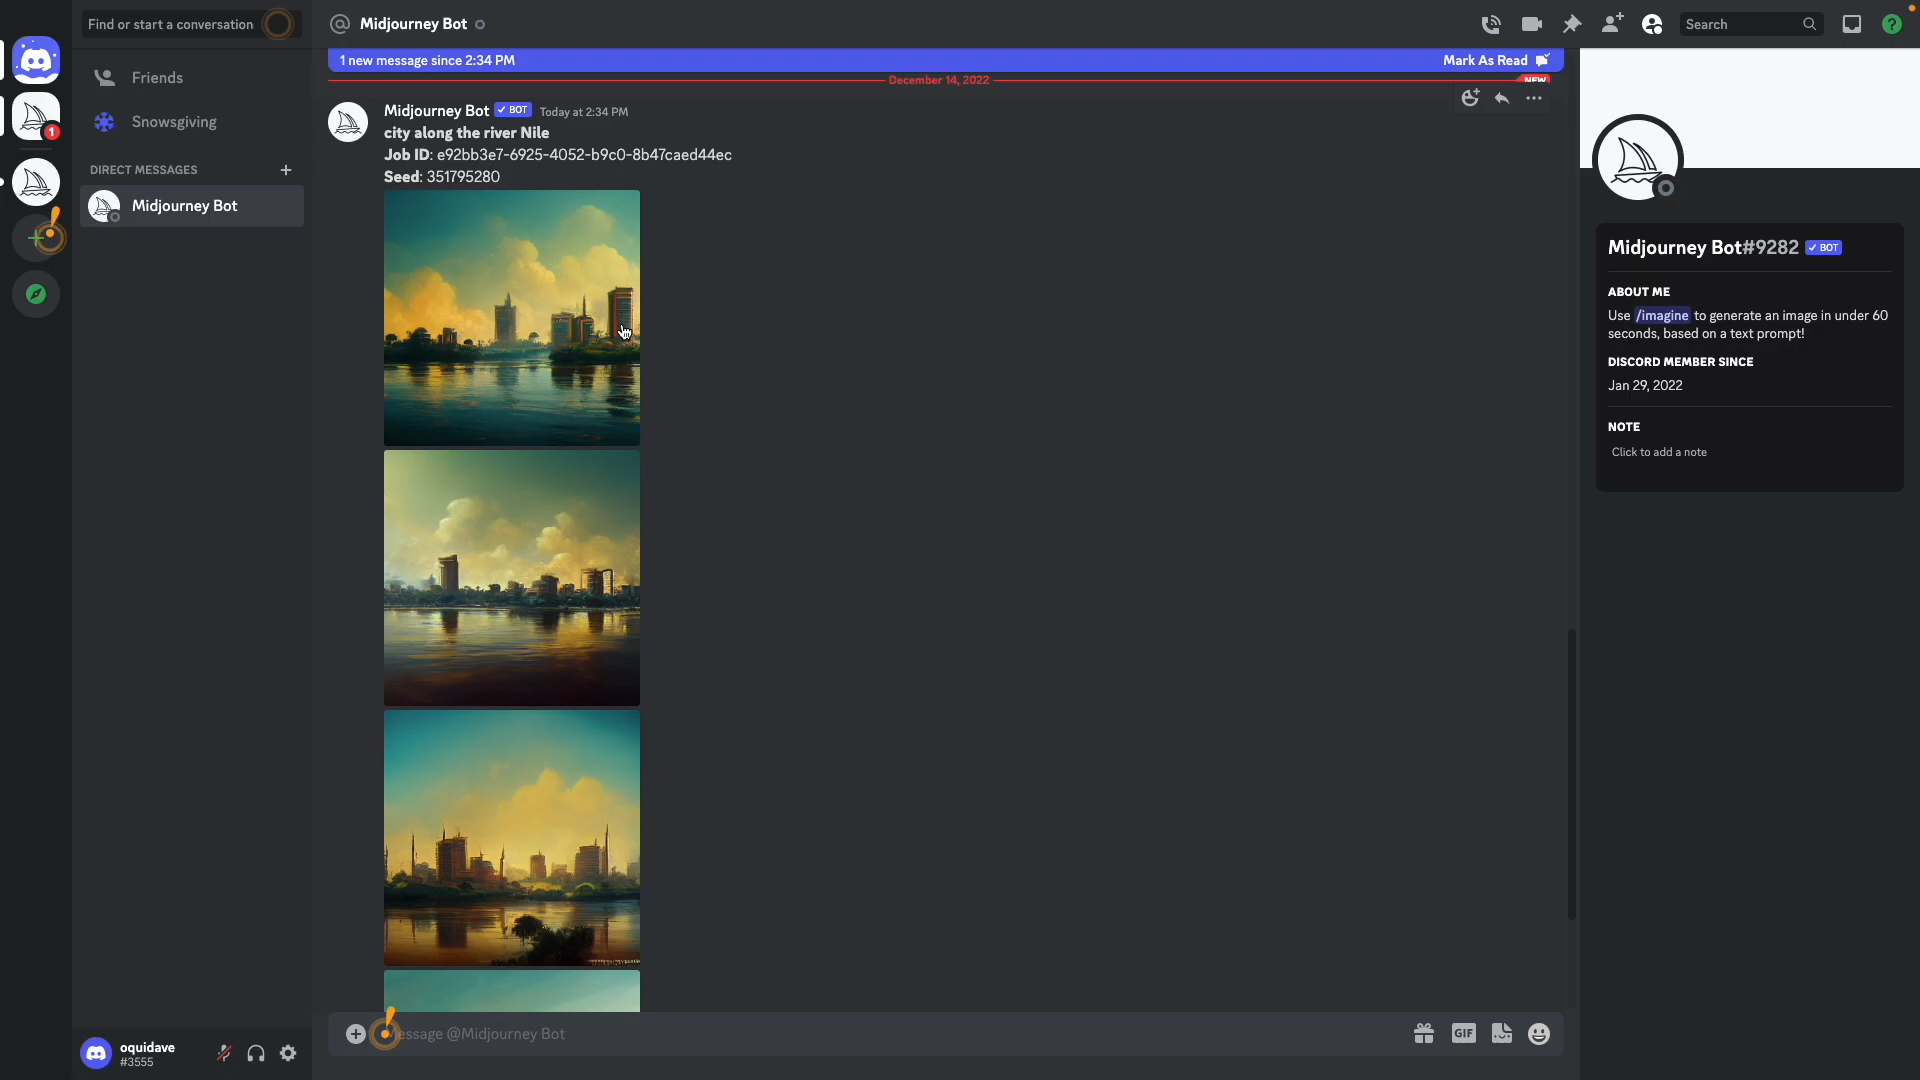 Find or start a conversation
Midjourney Bot
Search
?
1 new message since 2:34 PM
Mark As Read
December 14, 2022
NEW
Friends
Snowsgiving
DIRECT MESSAGES
+
1
Midjourney Bot
Midjourney Bot BOT Today at 2:34 PM
city along the river Nile
Job ID: e92bb3e7-6925-4052-b9c0-8b47caed44ec
Seed: 351795280
Midjourney Bot#9282 BOT
ABOUT ME
Use /imagine to generate an image in under 60
seconds, based on a text prompt!
DISCORD MEMBER SINCE
Jan 29, 2022
NOTE
Click to add a note
Message @Midjourney Bot
GIF
oquidave
#3555